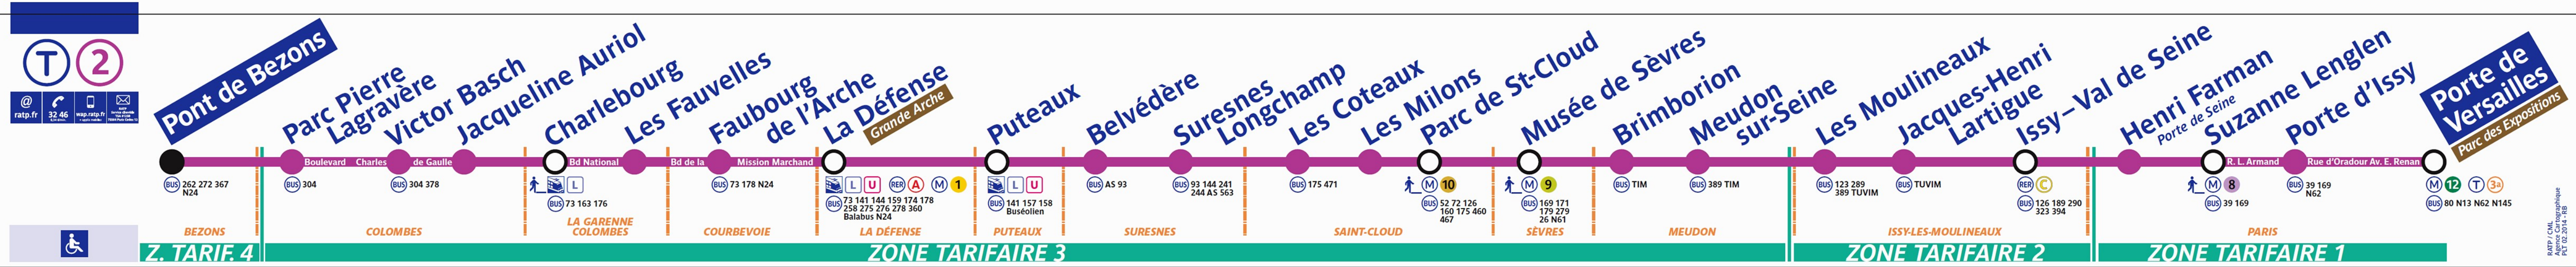 T 2
@
ratp.fr
32 46
wap.ratp.fr
Pont de Bezons
Parc Pierre
Lagravère
Victor Basch
Jacqueline Auriol
Charlebourg
Les Fauvelles
Faubourg
de l'Arche
La Défense
Grande Arche
Puteaux
Belvédère
Suresnes
Longchamp
Les Coteaux
Les Milons
Parc de St-Cloud
Musée de Sèvres
Brimborion
Meudon
sur-Seine
Les Moulineaux
Jacques-Henri
Lartigue
Issy–Val de Seine
Henri Farman
Porte de Seine
Suzanne Lenglen
Porte d'Issy
Porte de
Versailles
Parc des Expositions
Boulevard Charles de Gaulle
Bd National
Bd de la Mission Marchand
R. L. Armand
Rue d'Oradour Av. E. Renan
BUS 262 272 367
N24
BUS 304
BUS 304 378
L
BUS 73 163 176
BUS 73 178 N24
L U RER A M 1
BUS 73 141 144 159 174 178
258 275 276 278 360
Balabus N24
L U
BUS 141 157 158
Buséolien
BUS AS 93
BUS 93 144 241
244 AS 563
BUS 175 471
M 10
BUS 52 72 126
160 175 460
467
M 9
BUS 169 171
179 279
26 N61
BUS TIM
BUS 389 TIM
BUS 123 289
389 TUVIM
BUS TUVIM
RER C
BUS 126 189 290
323 394
M 8
BUS 39 169
BUS 39 169
N62
M 12 T 3a
BUS 80 N13 N62 N145
BEZONS
COLOMBES
LA GARENNE
COLOMBES
COURBEVOIE
LA DÉFENSE
PUTEAUX
SURESNES
SAINT-CLOUD
SÈVRES
MEUDON
ISSY-LES-MOULINEAUX
PARIS
Z. TARIF. 4
ZONE TARIFAIRE 3
ZONE TARIFAIRE 2
ZONE TARIFAIRE 1
RATP / CML
Agence Cartographique
PLT 02.2014 - RB